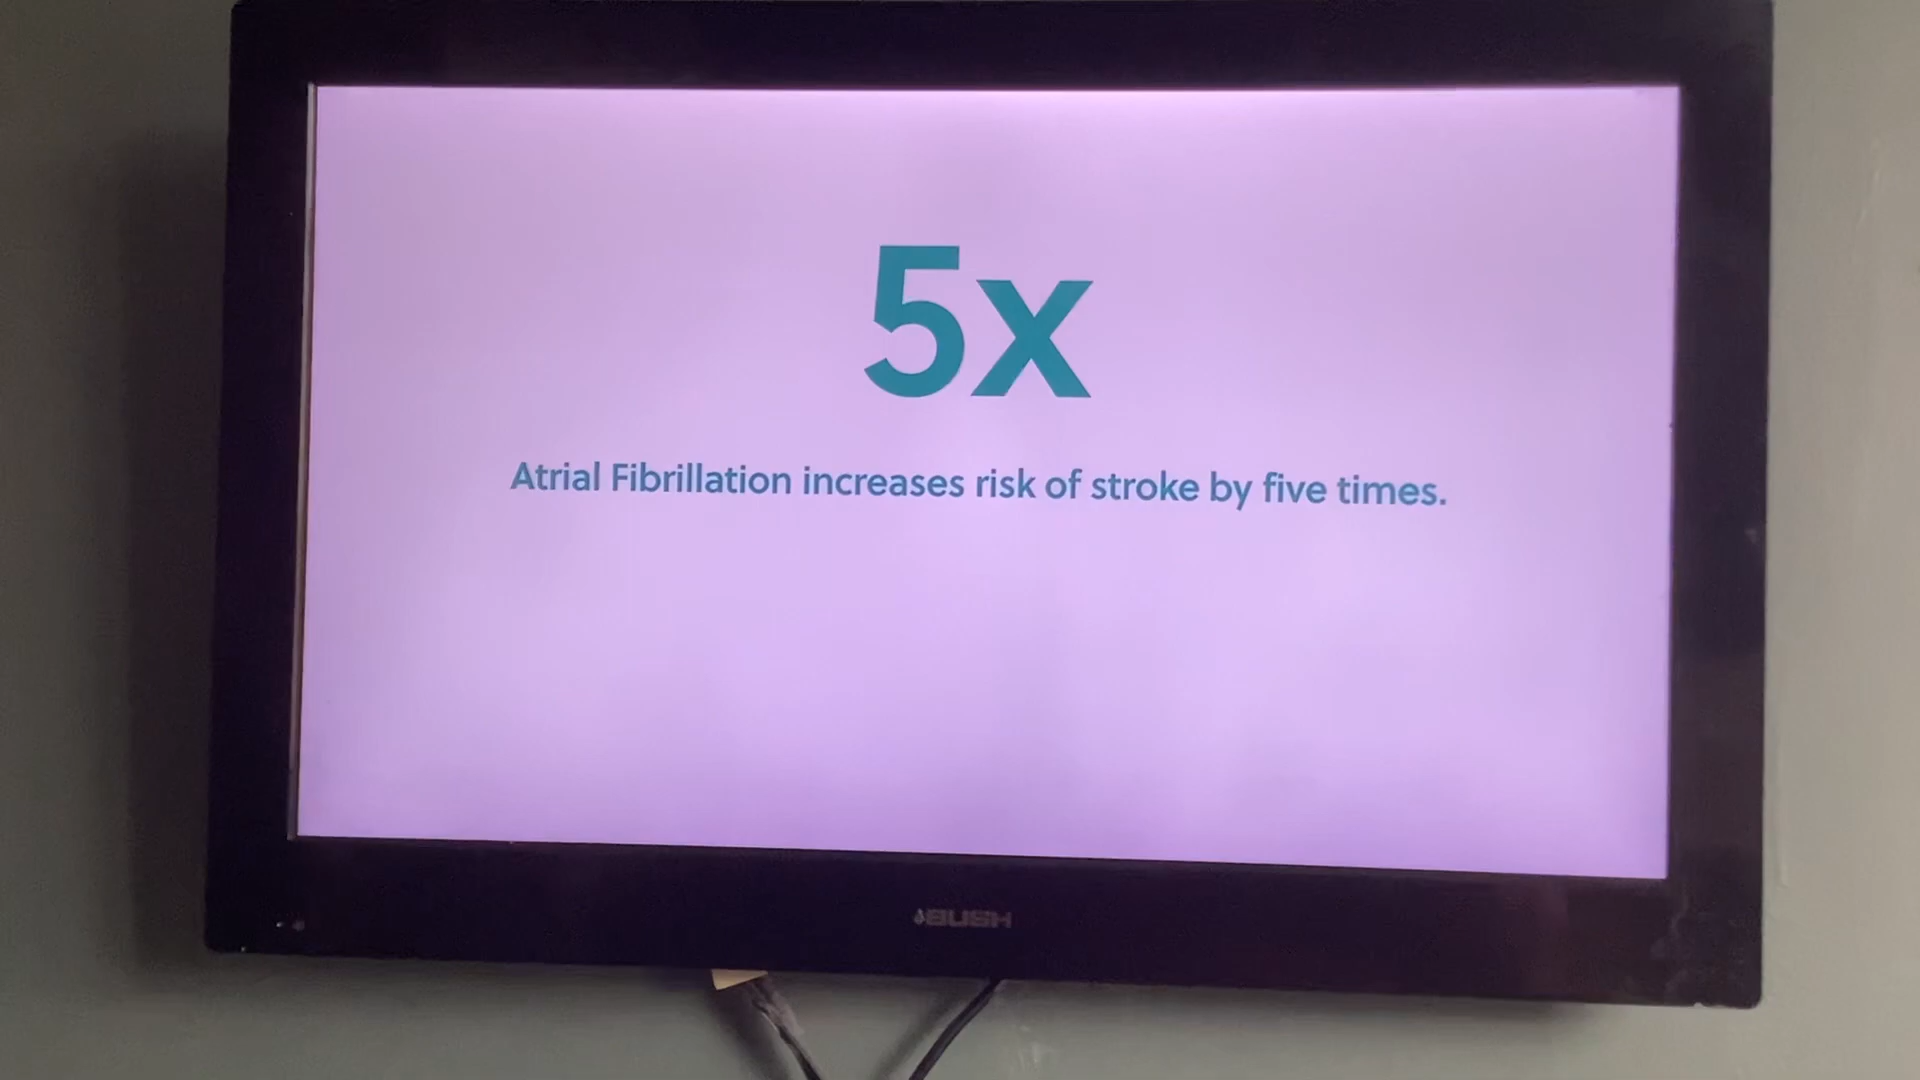 5x
Atrial Fibrillation increases risk of stroke by five times.
BUSH